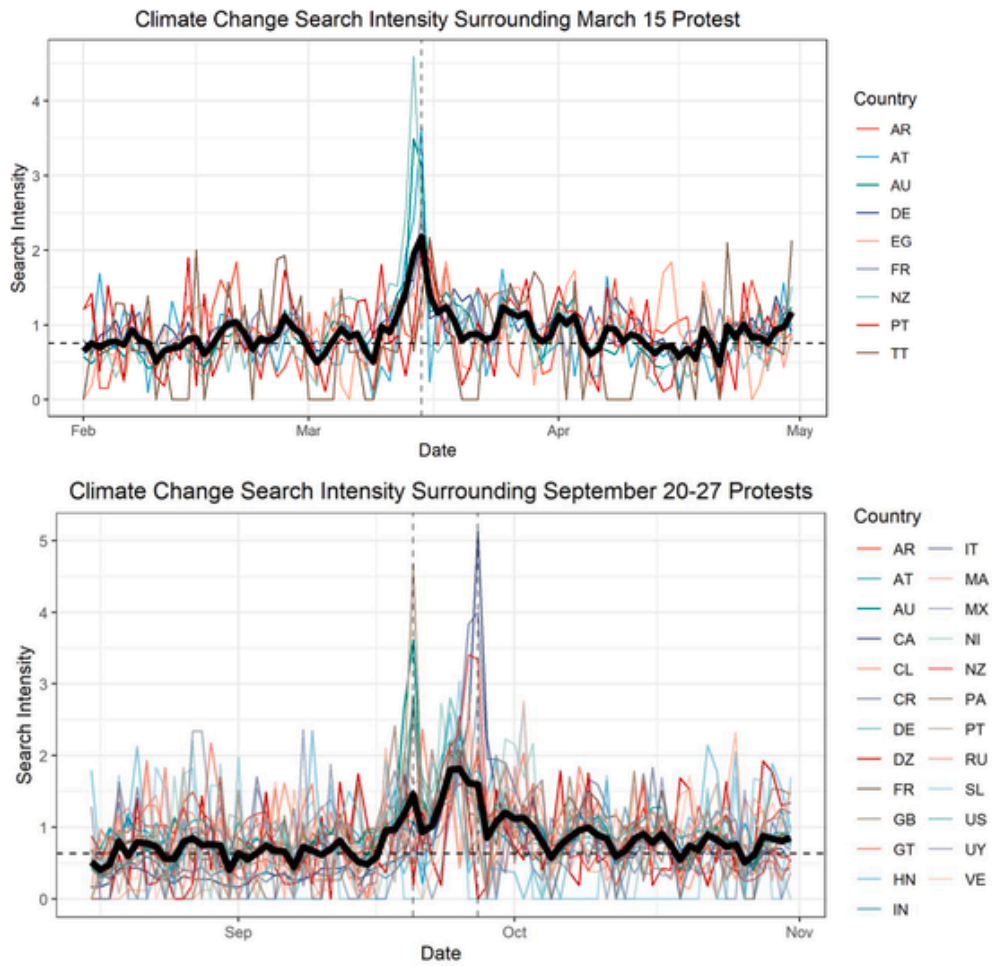 Climate Change Search Intensity Surrounding March 15 Protest
4
3
2
1
0
Search Intensity
Feb Mar Apr May
Date
Country
AR
AT
AU
DE
EG
FR
NZ
PT
TT
Climate Change Search Intensity Surrounding September 20-27 Protests
5
4
3
2
1
0
Search Intensity
Sep Oct Nov
Date
Country
AR IT
AT MA
AU MX
CA NI
CL NZ
CR PA
DE PT
DZ RU
FR SL
GB US
GT UY
HN VE
IN